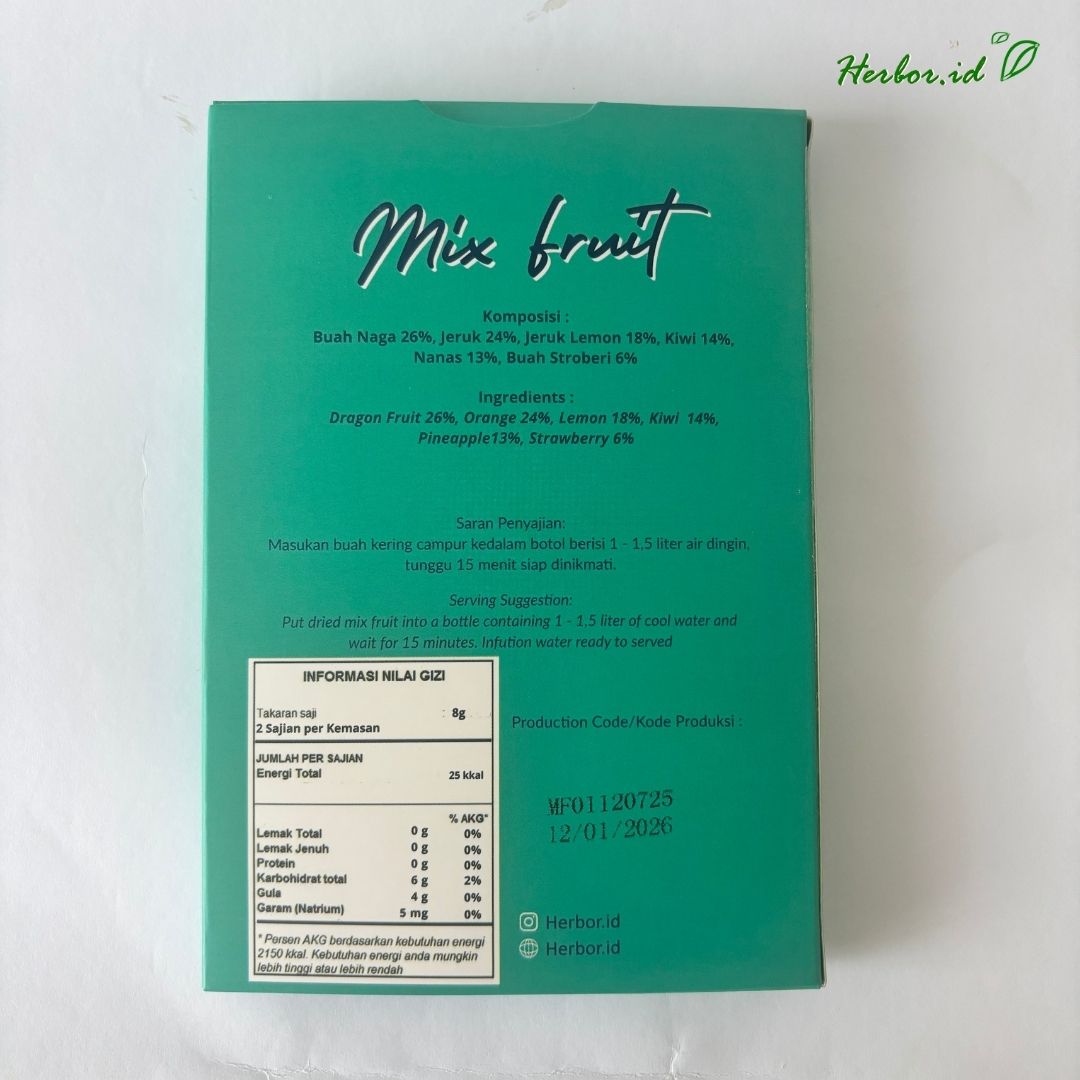 Herbor.id
Mix fruit
Komposisi :
Buah Naga 26%, Jeruk 24%, Jeruk Lemon 18%, Kiwi 14%,
Nanas 13%, Buah Stroberi 6%
Ingredients :
Dragon Fruit 26%, Orange 24%, Lemon 18%, Kiwi 14%,
Pineapple13%, Strawberry 6%
Saran Penyajian:
Masukan buah kering campur kedalam botol berisi 1 - 1,5 liter air dingin,
tunggu 15 menit siap dinikmati.
Serving Suggestion:
Put dried mix fruit into a bottle containing 1 - 1,5 liter of cool water and
wait for 15 minutes. Infution water ready to served
INFORMASI NILAI GIZI
Takaran saji : 8g
2 Sajian per Kemasan
JUMLAH PER SAJIAN
Energi Total 25 kkal
% AKG*
Lemak Total 0 g 0%
Lemak Jenuh 0 g 0%
Protein 0 g 0%
Karbohidrat total 6 g 2%
Gula 4 g 0%
Garam (Natrium) 5 mg 0%
* Persen AKG berdasarkan kebutuhan energi
2150 kkal. Kebutuhan energi anda mungkin
lebih tinggi atau lebih rendah
Production Code/Kode Produksi :
MF01120725
12/01/2026
Herbor.id
Herbor.id